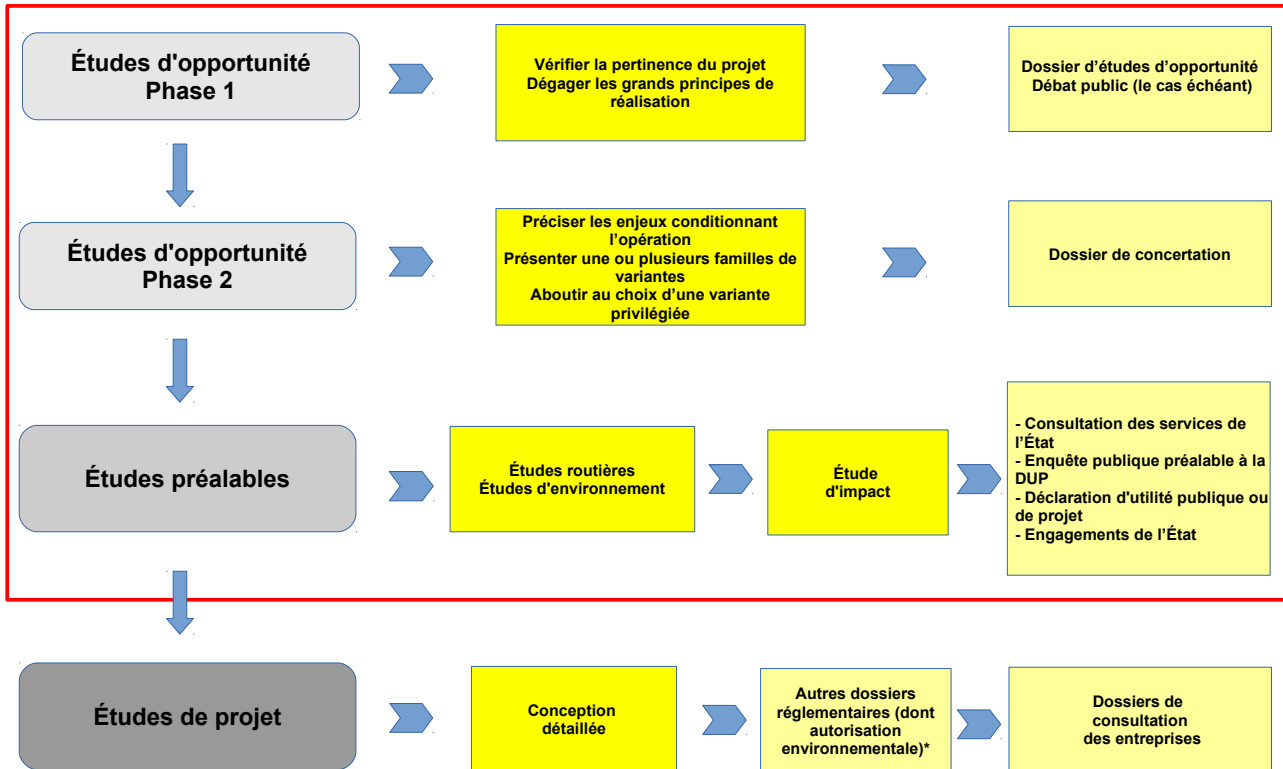 Études d'opportunité
Phase 1
Vérifier la pertinence du projet
Dégager les grands principes de
réalisation
Dossier d’études d’opportunité
Débat public (le cas échéant)
Études d'opportunité
Phase 2
Préciser les enjeux conditionnant
l’opération
Présenter une ou plusieurs familles de
variantes
Aboutir au choix d’une variante
privilégiée
Dossier de concertation
Études préalables
Études routières
Études d'environnement
Étude
d'impact
- Consultation des services de
l’État
- Enquête publique préalable à la
DUP
- Déclaration d'utilité publique ou
de projet
- Engagements de l’État
Études de projet
Conception
détaillée
Autres dossiers
réglementaires (dont
autorisation
environnementale)*
Dossiers de
consultation
des entreprises